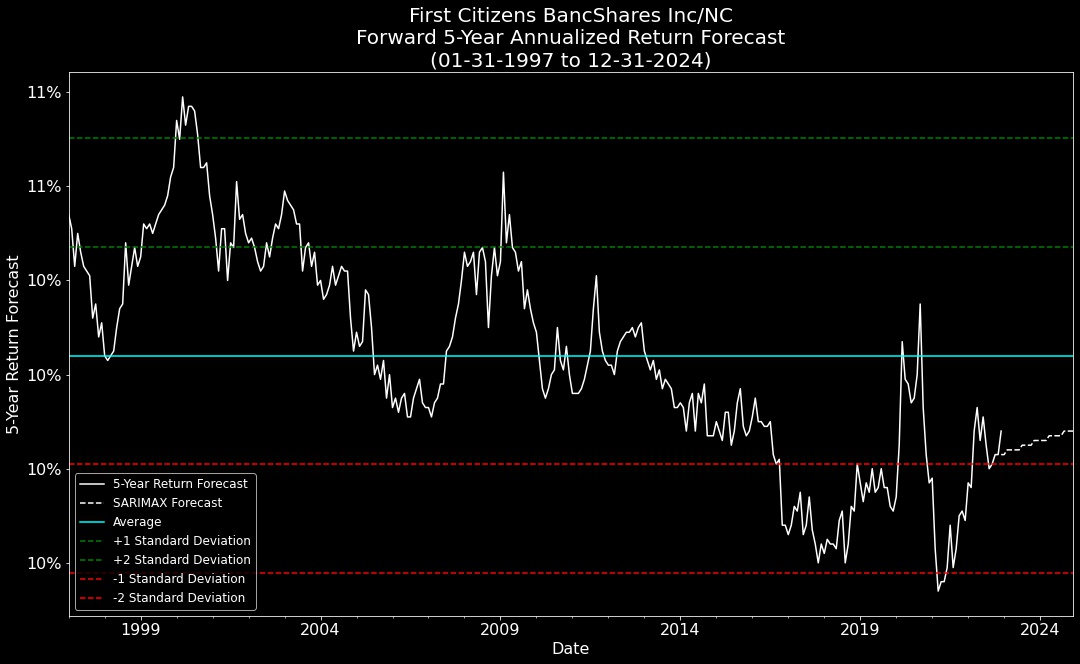 First Citizens BancShares Inc/NC
Forward 5-Year Annualized Return Forecast
(01-31-1997 to 12-31-2024)
5-Year Return Forecast
11%
11%
10%
10%
10%
10%
5-Year Return Forecast
SARIMAX Forecast
Average
+1 Standard Deviation
+2 Standard Deviation
-1 Standard Deviation
-2 Standard Deviation
1999 2004 2009 2014 2019 2024
Date